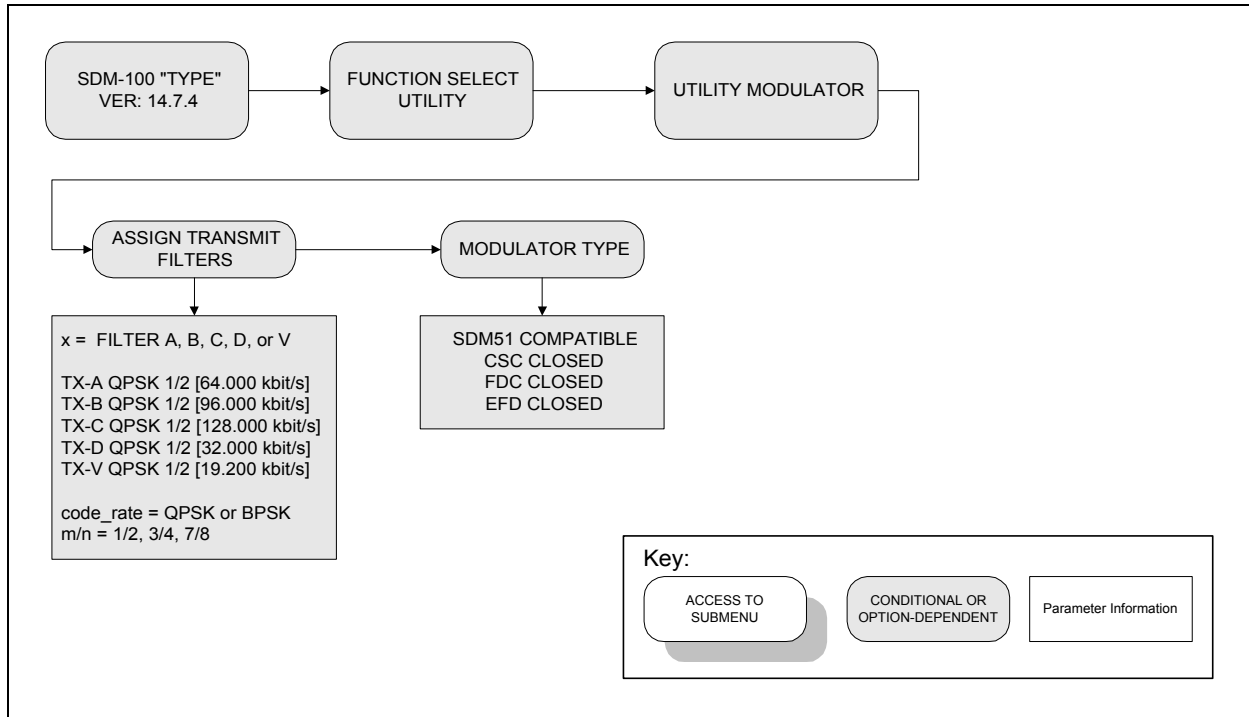 SDM-100 "TYPE"
VER: 14.7.4
FUNCTION SELECT
UTILITY
UTILITY MODULATOR
ASSIGN TRANSMIT
FILTERS
MODULATOR TYPE
x = FILTER A, B, C, D, or V
TX-A QPSK 1/2 [64.000 kbit/s]
TX-B QPSK 1/2 [96.000 kbit/s]
TX-C QPSK 1/2 [128.000 kbit/s]
TX-D QPSK 1/2 [32.000 kbit/s]
TX-V QPSK 1/2 [19.200 kbit/s]
code_rate = QPSK or BPSK
m/n = 1/2, 3/4, 7/8
SDM51 COMPATIBLE
CSC CLOSED
FDC CLOSED
EFD CLOSED
Key:
ACCESS TO
SUBMENU
CONDITIONAL OR
OPTION-DEPENDENT
Parameter Information